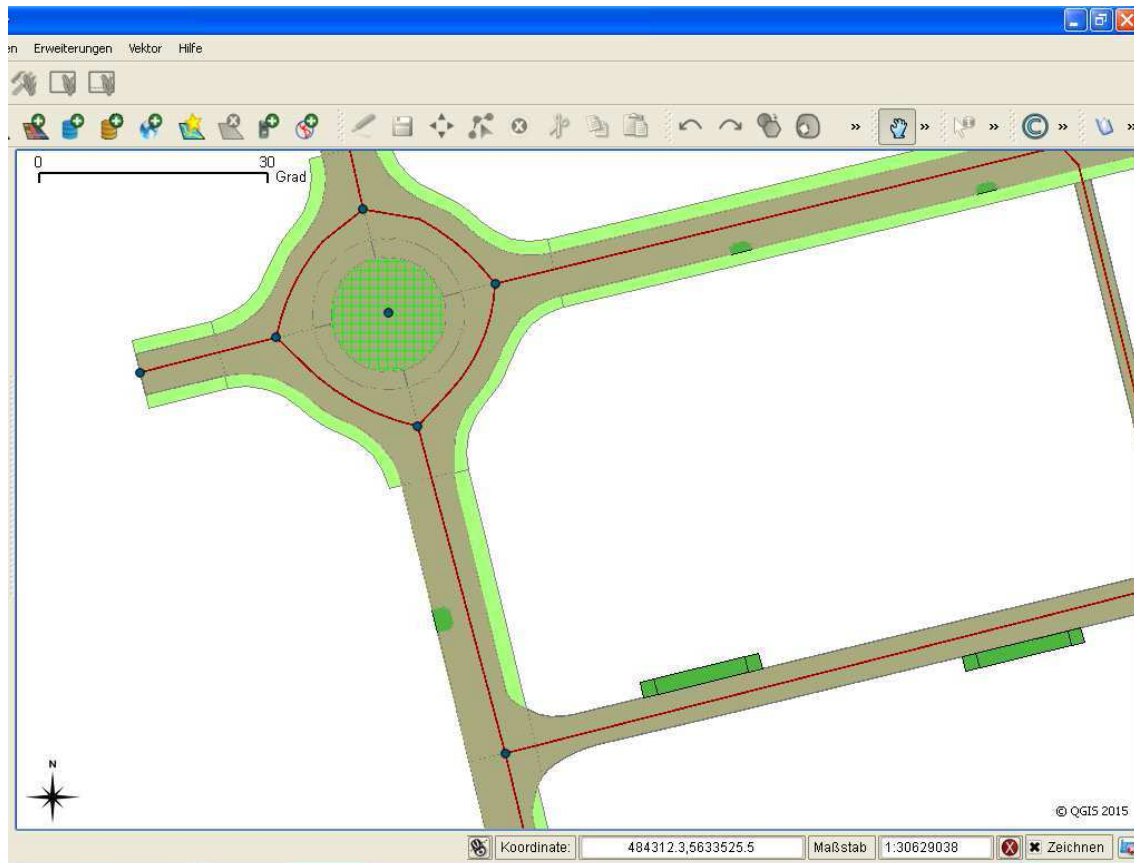 en Erweiterungen Vektor Hilfe
» » » »
0 30
Grad
N
© QGIS 2015
Koordinate: 484312.3,5633525.5 Maßstab 1:30629038 Zeichnen